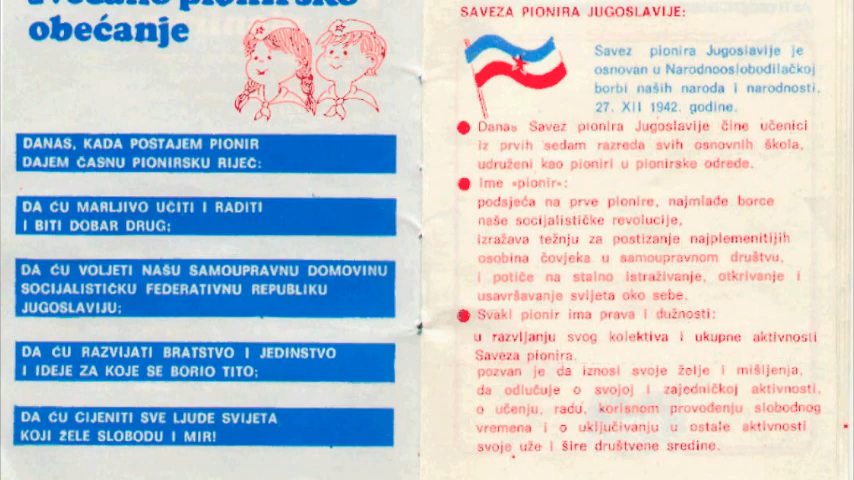 obećanje
DANAS, KADA POSTAJEM PIONIR
DAJEM ČASNU PIONIRSKU RIJEČ:
DA ĆU MARLJIVO UČITI I RADITI
I BITI DOBAR DRUG;
DA ĆU VOLJETI NAŠU SAMOUPRAVNU DOMOVINU
SOCIJALISTIČKU FEDERATIVNU REPUBLIKU
JUGOSLAVIJU;
DA ĆU RAZVIJATI BRATSTVO I JEDINSTVO
I IDEJE ZA KOJE SE BORIO TITO;
DA ĆU CIJENITI SVE LJUDE SVIJETA
KOJI ŽELE SLOBODU I MIR!
SAVEZA PIONIRA JUGOSLAVIJE:
Savez pionira Jugoslavije je
osnovan u Narodnooslobodilačkoj
borbi naših naroda i narodnosti,
27. XII 1942. godine.
Danas Savez pionira Jugoslavije čine učenici
iz prvih sedam razreda svih osnovnih škola,
udruženi kao pioniri u pionirske odrede.
Ime »pionir«:
podsjeća na prve pionire, najmlađe borce
naše socijalističke revolucije,
izražava težnju za postizanje najplemenitijih
osobina čovjeka u samoupravnom društvu,
i potiče na stalno istraživanje, otkrivanje i
usavršavanje svijeta oko sebe.
Svaki pionir ima prava i dužnosti:
u razvijanju svog kolektiva i ukupne aktivnosti
Saveza pionira.
pozvan je da iznosi svoje želje i mišljenja,
da odlučuje o svojoj i zajedničkoj aktivnosti,
o učenju, radu, korisnom provođenju slobodnog
vremena i o uključivanju u ostale aktivnosti
svoje uže i šire društvene sredine.